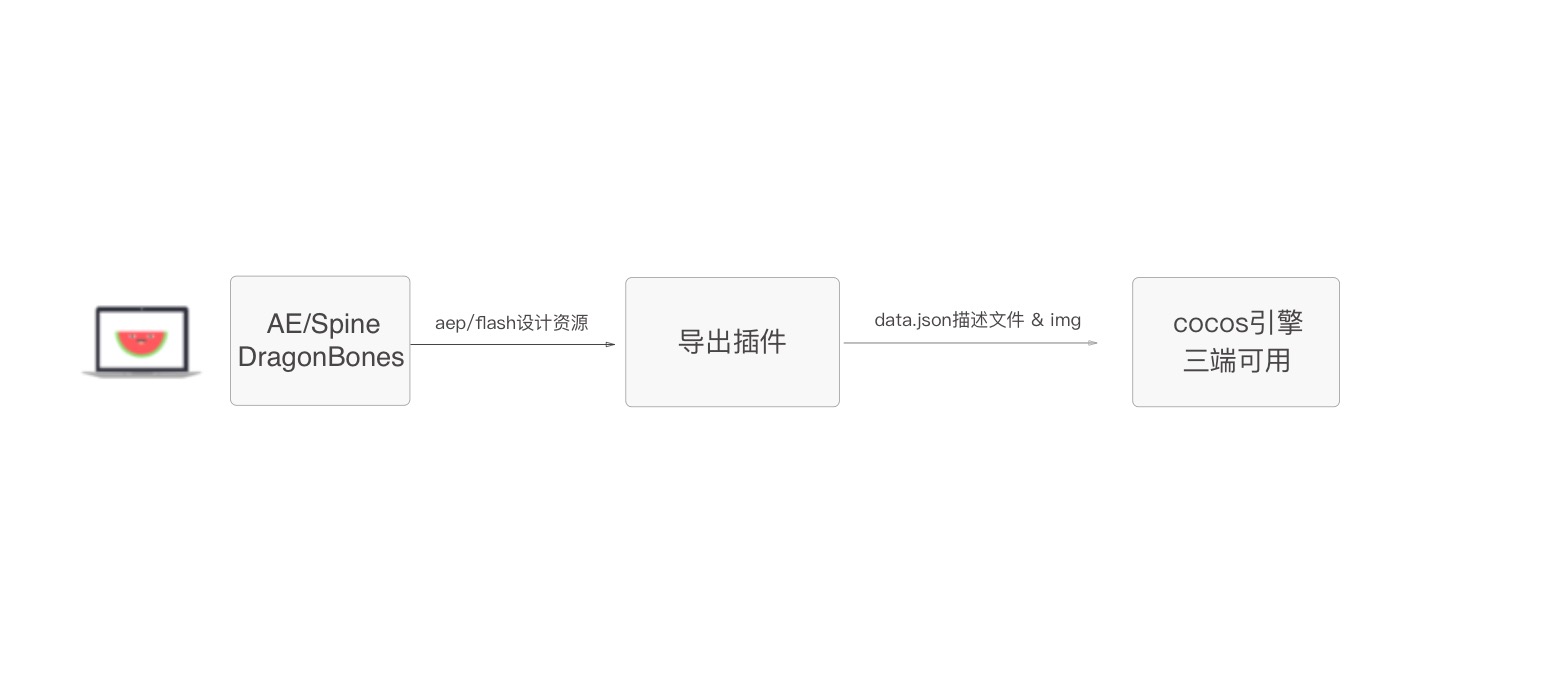 AE/Spine
DragonBones
aep/flash设计资源
导出插件
data.json描述文件 & img
cocos引擎
三端可用